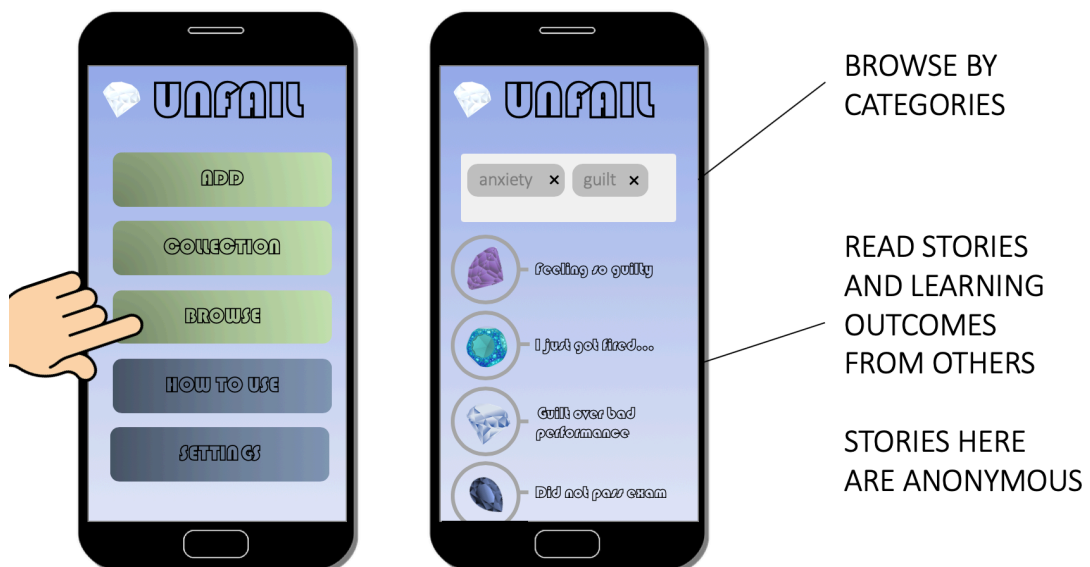 UNFAIL
ADD
COLLECTION
BROWSE
HOW TO USE
SETTINGS
UNFAIL
anxiety × guilt ×
Feeling so guilty
I just got fired...
Guilt over bad
performance
Did not pass exam
BROWSE BY
CATEGORIES
READ STORIES
AND LEARNING
OUTCOMES
FROM OTHERS
STORIES HERE
ARE ANONYMOUS